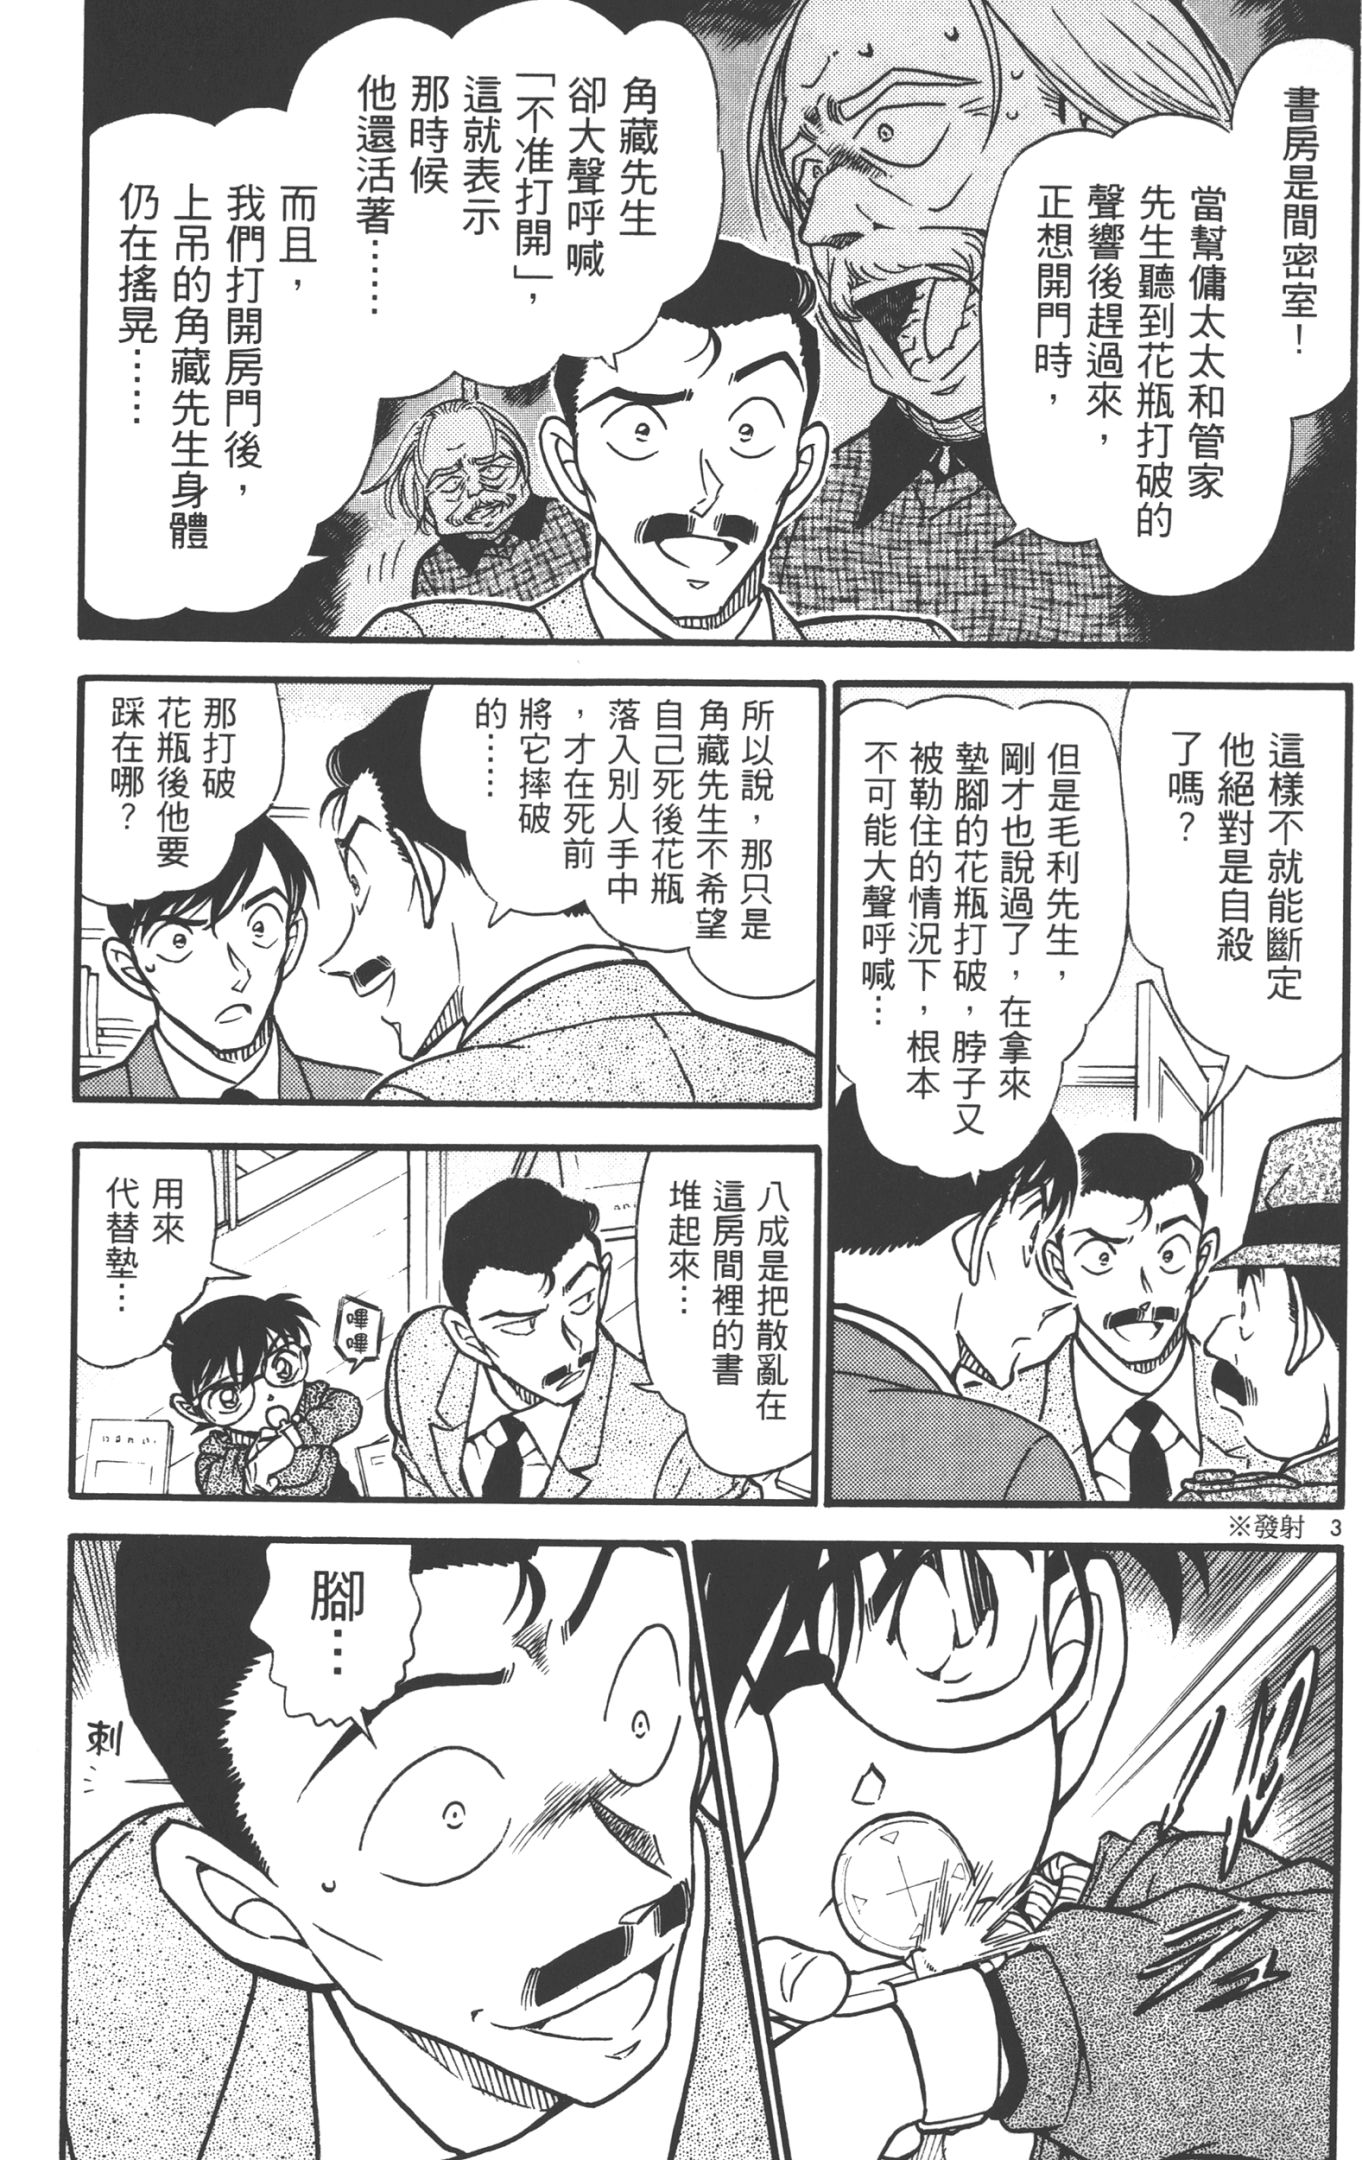 書房是間密室！
當幫傭太太和管家
先生聽到花瓶打破的
聲響後趕過來，
正想開門時，
角藏先生
卻大聲呼喊
「不准打開」，
這就表示
那時候
他還活著……
而且，
我們打開房門後，
上吊的角藏先生身體
仍在搖晃……
這樣不就能斷定
他絕對是自殺
了嗎？
但是毛利先生，
剛才也說過了，在拿來
墊腳的花瓶打破，脖子又
被勒住的情況下，根本
不可能大聲呼喊…
所以說，那只是
角藏先生不希望
自己死後花瓶
落入別人手中
，才在死前
將它摔破
的……
那打破
花瓶後他要
踩在哪？
八成是把散亂在
這房間裡的書
堆起來…
用來
代替墊…
嗶
嗶
※發射 3
腳…
刺